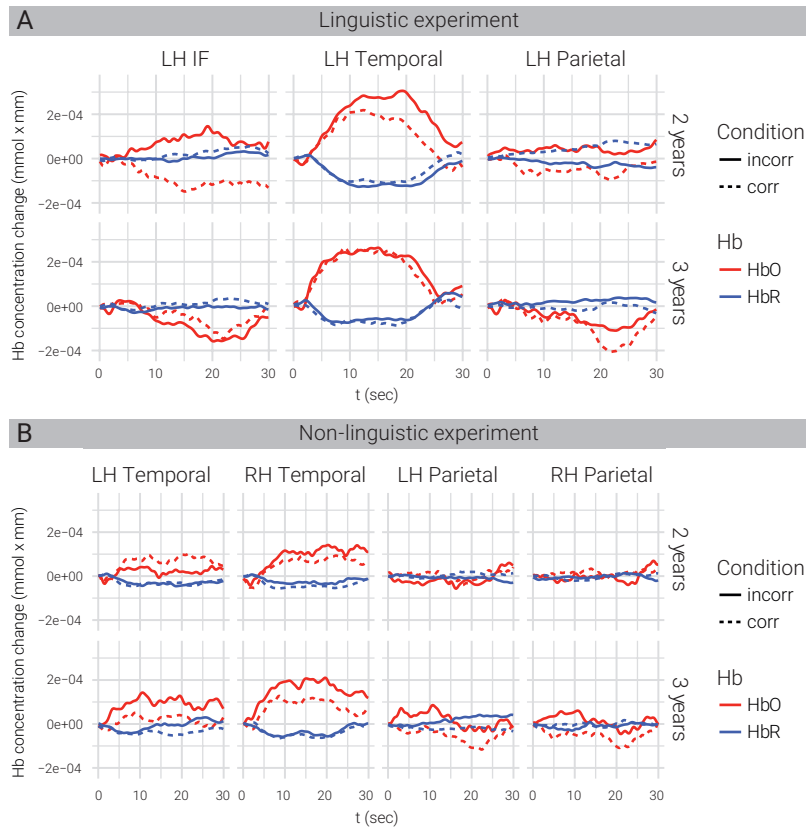 A Linguistic experiment
LH IF LH Temporal LH Parietal
Hb concentration change (mmol x mm)
2e−04
0e+00
−2e−04
2 years
2e−04
0e+00
−2e−04
3 years
0 10 20 30 0 10 20 30 0 10 20 30
t (sec)
Condition
incorr
corr
Hb
HbO
HbR
B Non-linguistic experiment
LH Temporal RH Temporal LH Parietal RH Parietal
Hb concentration change (mmol x mm)
2e−04
0e+00
−2e−04
2 years
2e−04
0e+00
−2e−04
3 years
0 10 20 30 0 10 20 30 0 10 20 30 0 10 20 30
t (sec)
Condition
incorr
corr
Hb
HbO
HbR